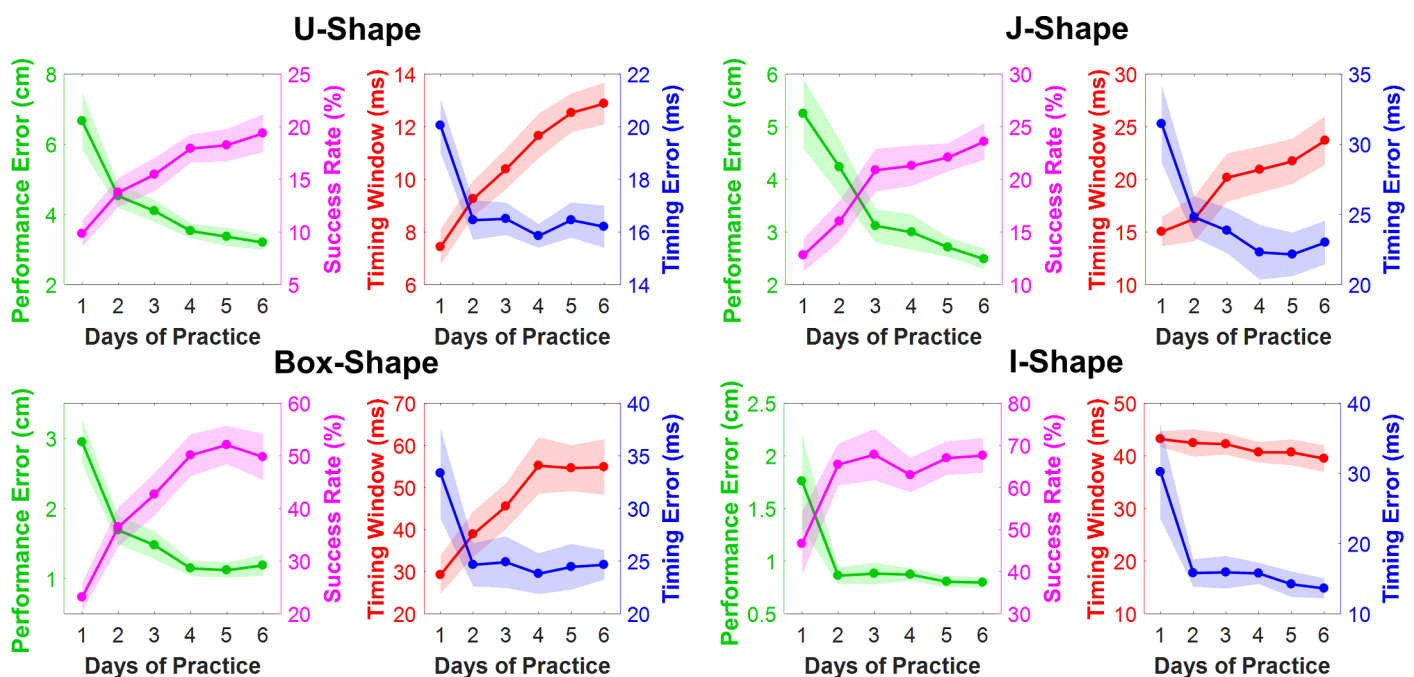 U-Shape
Performance Error (cm)
8
6
4
2
25
20
15
10
5
Success Rate (%)
1 2 3 4 5 6
Days of Practice
Timing Window (ms)
14
12
10
8
6
22
20
18
16
14
Timing Error (ms)
1 2 3 4 5 6
Days of Practice
J-Shape
Performance Error (cm)
6
5
4
3
2
30
25
20
15
10
Success Rate (%)
1 2 3 4 5 6
Days of Practice
Timing Window (ms)
30
25
20
15
10
35
30
25
20
Timing Error (ms)
1 2 3 4 5 6
Days of Practice
Box-Shape
Performance Error (cm)
3
2
1
60
50
40
30
20
Success Rate (%)
1 2 3 4 5 6
Days of Practice
Timing Window (ms)
70
60
50
40
30
20
40
35
30
25
20
Timing Error (ms)
1 2 3 4 5 6
Days of Practice
I-Shape
Performance Error (cm)
2.5
2
1.5
1
0.5
80
70
60
50
40
30
Success Rate (%)
1 2 3 4 5 6
Days of Practice
Timing Window (ms)
50
40
30
20
10
40
30
20
10
Timing Error (ms)
1 2 3 4 5 6
Days of Practice